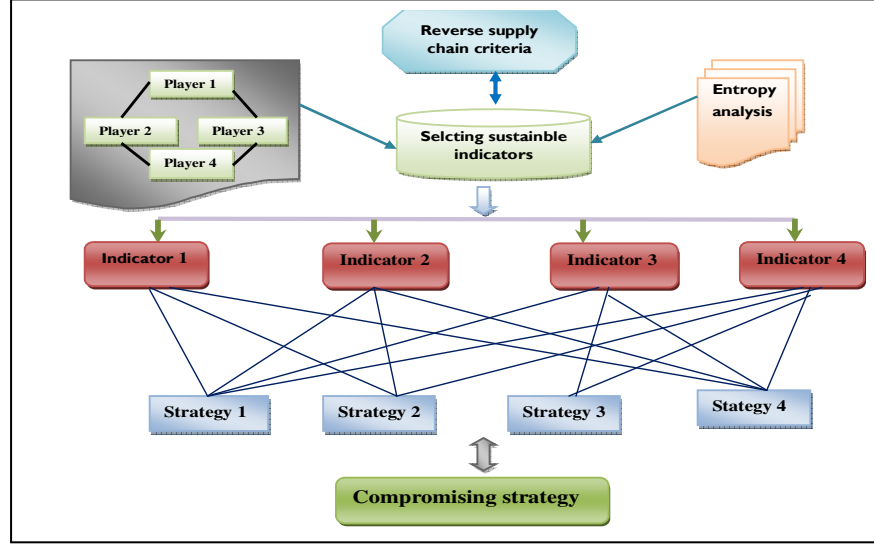 Reverse supply
chain criteria
Player 1
Player 2
Player 3
Player 4
Selcting sustainble
indicators
Entropy
analysis
Indicator 1
Indicator 2
Indicator 3
Indicator 4
Strategy 1
Strategy 2
Strategy 3
Stategy 4
Compromising strategy